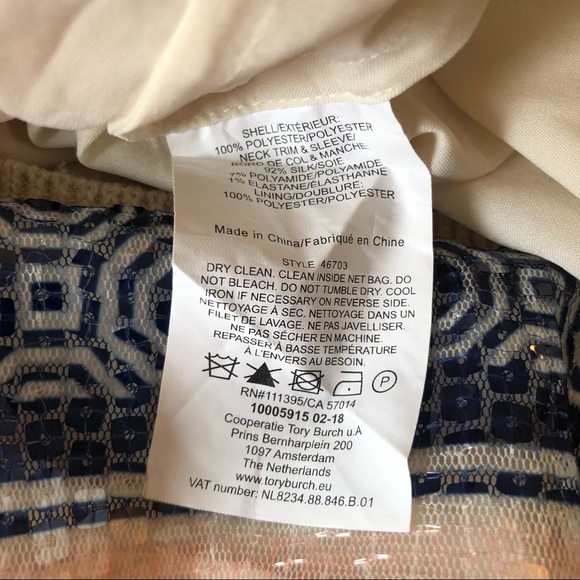 SHELL/EXTÉRIEUR:
100% POLYESTER/POLYESTER
NECK TRIM & SLEEVE/
BORD DE COL & MANCHE:
92% SILK/SOIE
7% POLYAMIDE/POLYAMIDE
1% ELASTANE/ÉLASTHANNE
LINING/DOUBLURE:
100% POLYESTER/POLYESTER
Made in China/Fabriqué en Chine
STYLE 46703
DRY CLEAN. CLEAN INSIDE NET BAG. DO
NOT BLEACH. DO NOT TUMBLE DRY. COOL
IRON IF NECESSARY ON REVERSE SIDE.
NETTOYAGE À SEC. NETTOYAGE DANS UN
FILET DE LAVAGE. NE PAS JAVELLISER.
NE PAS SÉCHER EN MACHINE.
REPASSER À BASSE TEMPÉRATURE
À L'ENVERS AU BESOIN.
P
RN#111395/CA 57014
10005915 02-18
Cooperatie Tory Burch u.A
Prins Bernharplein 200
1097 Amsterdam
The Netherlands
www.toryburch.eu
VAT number: NL8234.88.846.B.01